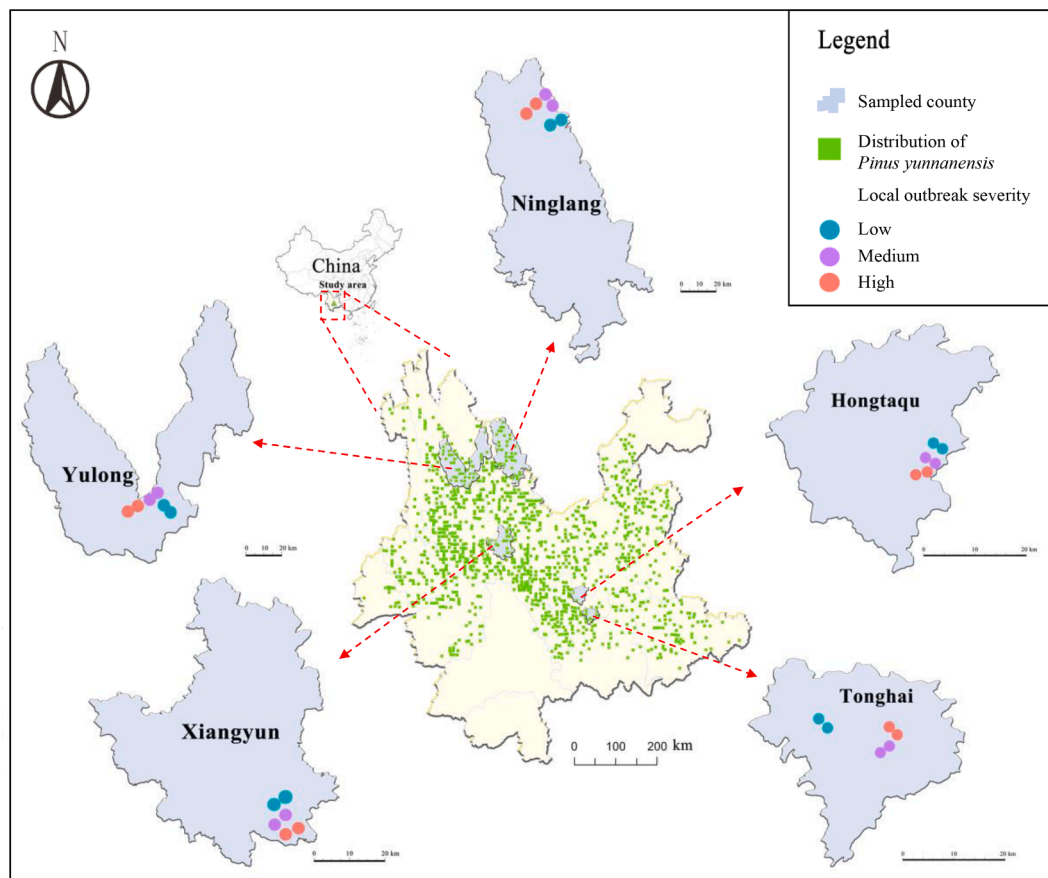 N
Legend
Sampled county
Distribution of
Pinus yunnanensis
Local outbreak severity
Low
Medium
High
Ninglang
0 10 20 km
China
Study area
Hongtaqu
0 10 20 km
Yulong
0 10 20 km
Xiangyun
0 10 20 km
0 100 200 km
Tonghai
0 10 20 km